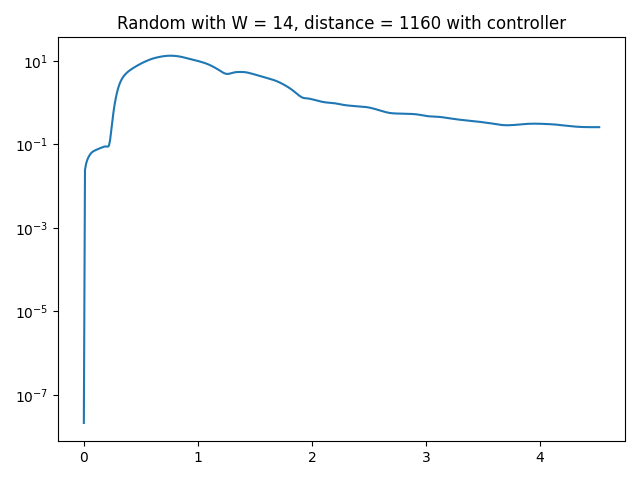 Random with W = 14, distance = 1160 with controller
10¹
10⁻¹
10⁻³
10⁻⁵
10⁻⁷
0 1 2 3 4